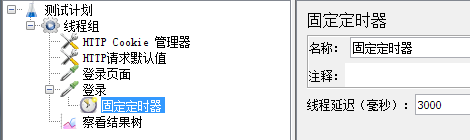 测试计划
线程组
HTTP Cookie 管理器
HTTP请求默认值
登录页面
登录
固定定时器
察看结果树
固定定时器
名称: 固定定时器
注释:
线程延迟（毫秒）: 3000